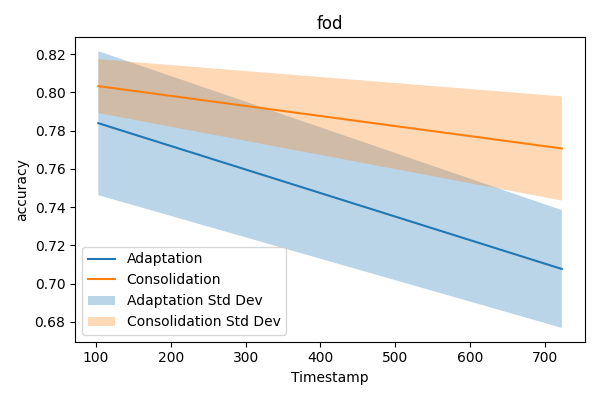 fod
accuracy
0.82
0.80
0.78
0.76
0.74
0.72
0.70
0.68
Adaptation
Consolidation
Adaptation Std Dev
Consolidation Std Dev
100 200 300 400 500 600 700
Timestamp